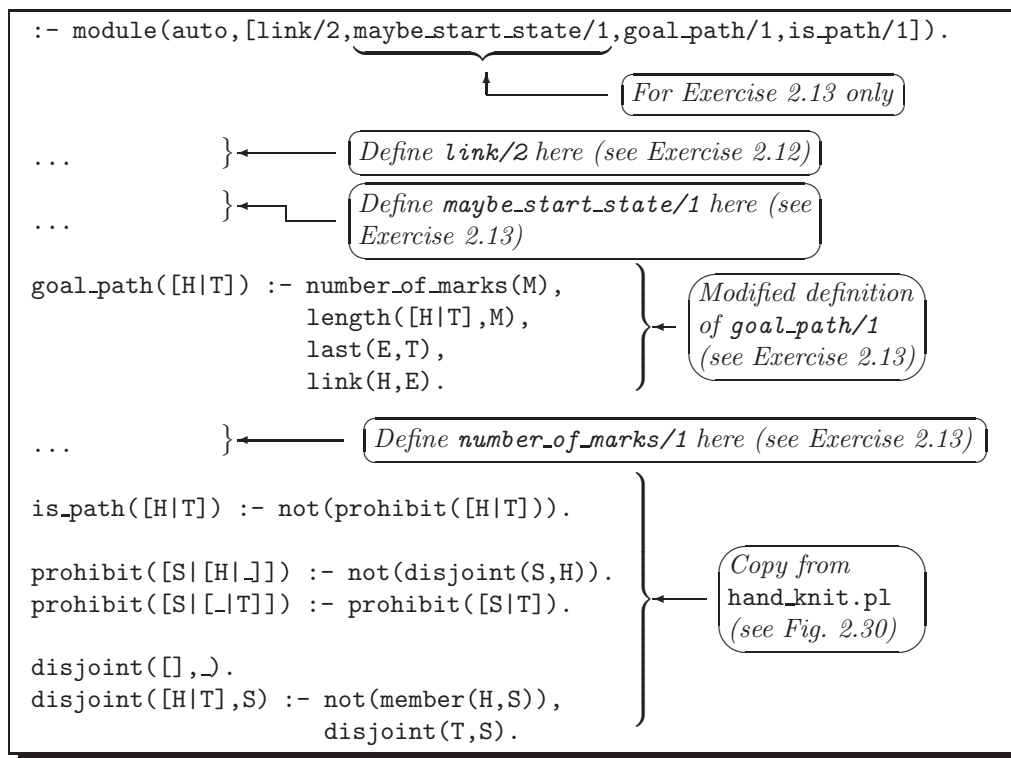 :- module(auto,[link/2,maybe_start_state/1,goal_path/1,is_path/1]).
For Exercise 2.13 only
... } Define link/2 here (see Exercise 2.12)
... } Define maybe_start_state/1 here (see
Exercise 2.13)
goal_path([H|T]) :- number_of_marks(M),
length([H|T],M),
last(E,T),
link(H,E).
Modified definition
of goal_path/1
(see Exercise 2.13)
... } Define number_of_marks/1 here (see Exercise 2.13)
is_path([H|T]) :- not(prohibit([H|T])).
prohibit([S|[H|_]]) :- not(disjoint(S,H)).
prohibit([S|[_|T]]) :- prohibit([S|T]).
disjoint([],_).
disjoint([H|T],S) :- not(member(H,S)),
disjoint(T,S).
Copy from
hand_knit.pl
(see Fig. 2.30)